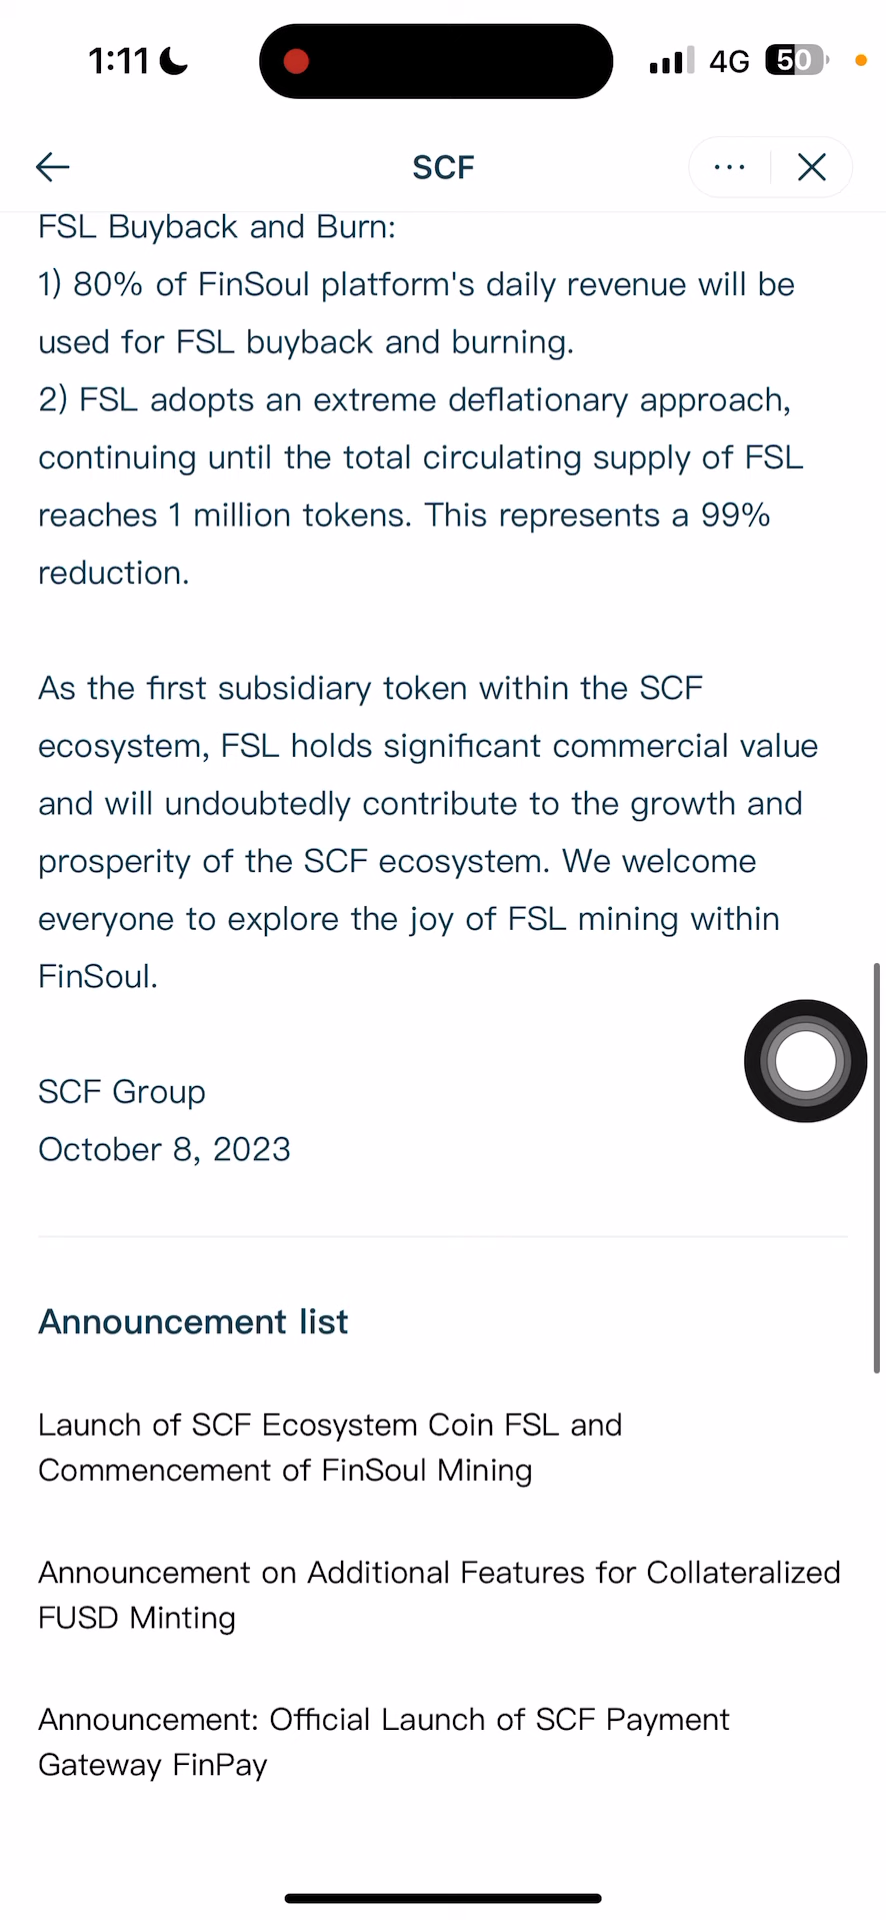 1:11
4G
50
SCF
FSL Buyback and Burn:
1) 80% of FinSoul platform's daily revenue will be
used for FSL buyback and burning.
2) FSL adopts an extreme deflationary approach,
continuing until the total circulating supply of FSL
reaches 1 million tokens. This represents a 99%
reduction.
As the first subsidiary token within the SCF
ecosystem, FSL holds significant commercial value
and will undoubtedly contribute to the growth and
prosperity of the SCF ecosystem. We welcome
everyone to explore the joy of FSL mining within
FinSoul.
SCF Group
October 8, 2023
Announcement list
Launch of SCF Ecosystem Coin FSL and
Commencement of FinSoul Mining
Announcement on Additional Features for Collateralized
FUSD Minting
Announcement: Official Launch of SCF Payment
Gateway FinPay